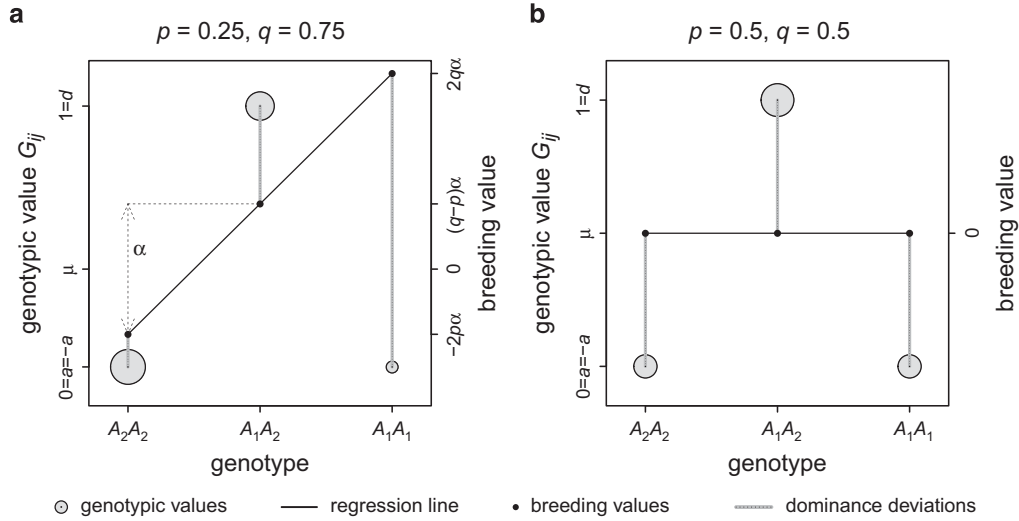 a
p = 0.25, q = 0.75
genotypic value Gij
1=d
μ
0=a=−a
α
2qα
(q−p)α
0
−2pα
breeding value
A2A2 A1A2 A1A1
genotype
b
p = 0.5, q = 0.5
genotypic value Gij
1=d
μ
0=a=−a
0
breeding value
A2A2 A1A2 A1A1
genotype
genotypic values regression line breeding values dominance deviations